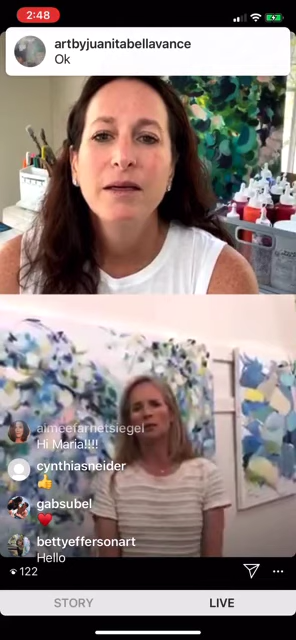 2:48
artbyjuanitabellavance
Ok
aimeefarnetsiegel
Hi Maria!!!!
cynthiasneider
👍
gabsubel
❤️
bettyeffersonart
Hello
122
STORY LIVE